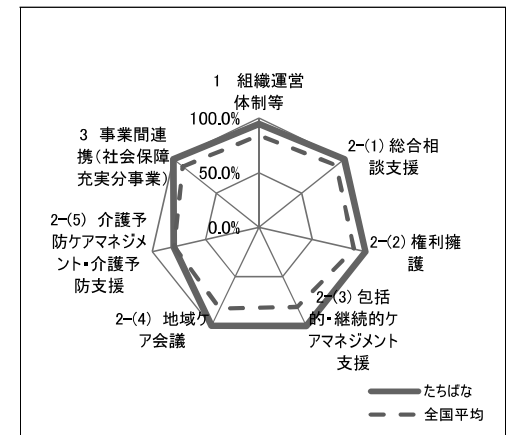 1 組織運営
体制等
100.0%
50.0%
0.0%
2-(1) 総合相
談支援
2-(2) 権利擁
護
2-(3) 包括
的・継続的ケ
アマネジメント
支援
2-(4) 地域ケ
ア会議
2-(5) 介護予
防ケアマネジメ
ント・介護予
防支援
3 事業間連
携(社会保障
充実分事業)
たちばな
全国平均